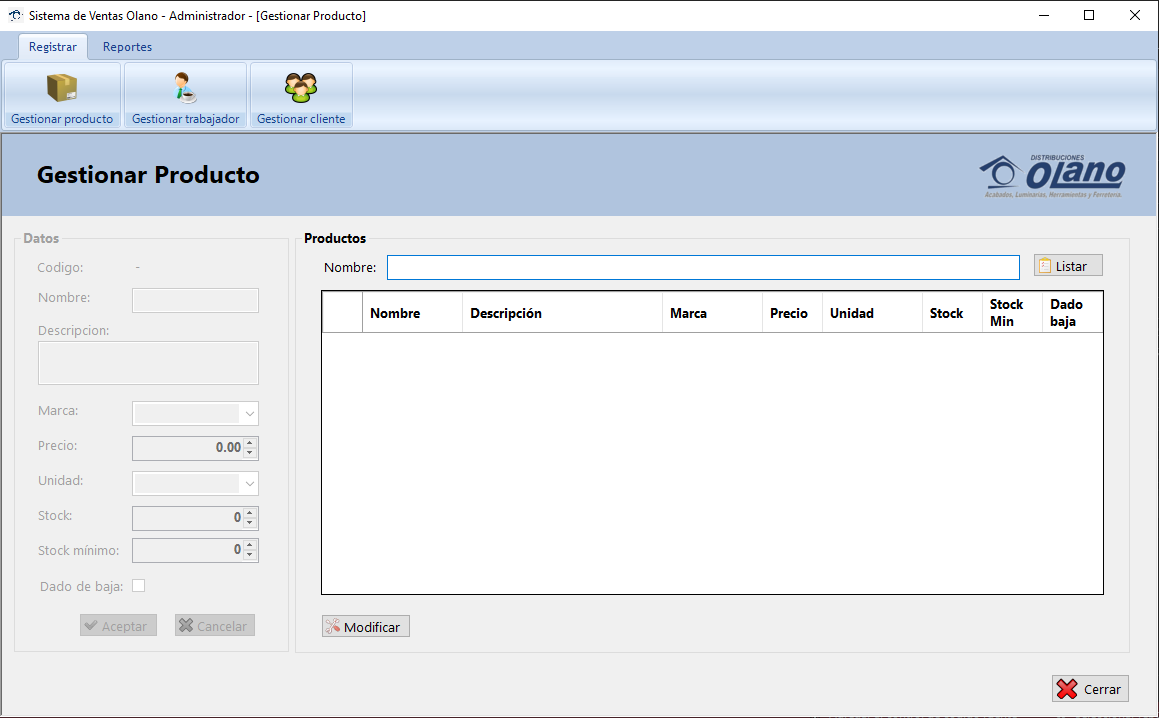 Sistema de Ventas Olano - Administrador - [Gestionar Producto]
Registrar Reportes
Gestionar producto Gestionar trabajador Gestionar cliente
Gestionar Producto
DISTRIBUCIONES
OLano
Acabados, Luminarias, Herramientas y Ferretería.
Datos
Codigo: -
Nombre:
Descripcion:
Marca:
Precio: 0.00
Unidad:
Stock: 0
Stock mínimo: 0
Dado de baja:
Aceptar Cancelar
Productos
Nombre: Listar
Nombre Descripción Marca Precio Unidad Stock Stock Min Dado baja
Modificar
Cerrar